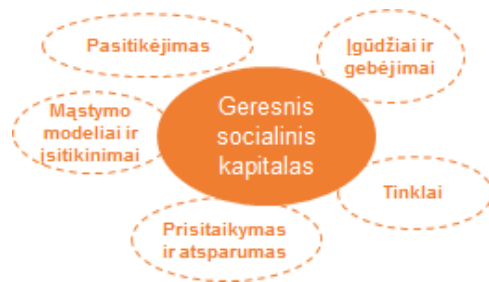 Pasitikėjimas
Įgūdžiai ir
gebėjimai
Mąstymo
modeliai ir
įsitikinimai
Geresnis
socialinis
kapitalas
Tinklai
Prisitaikymas
ir atsparumas